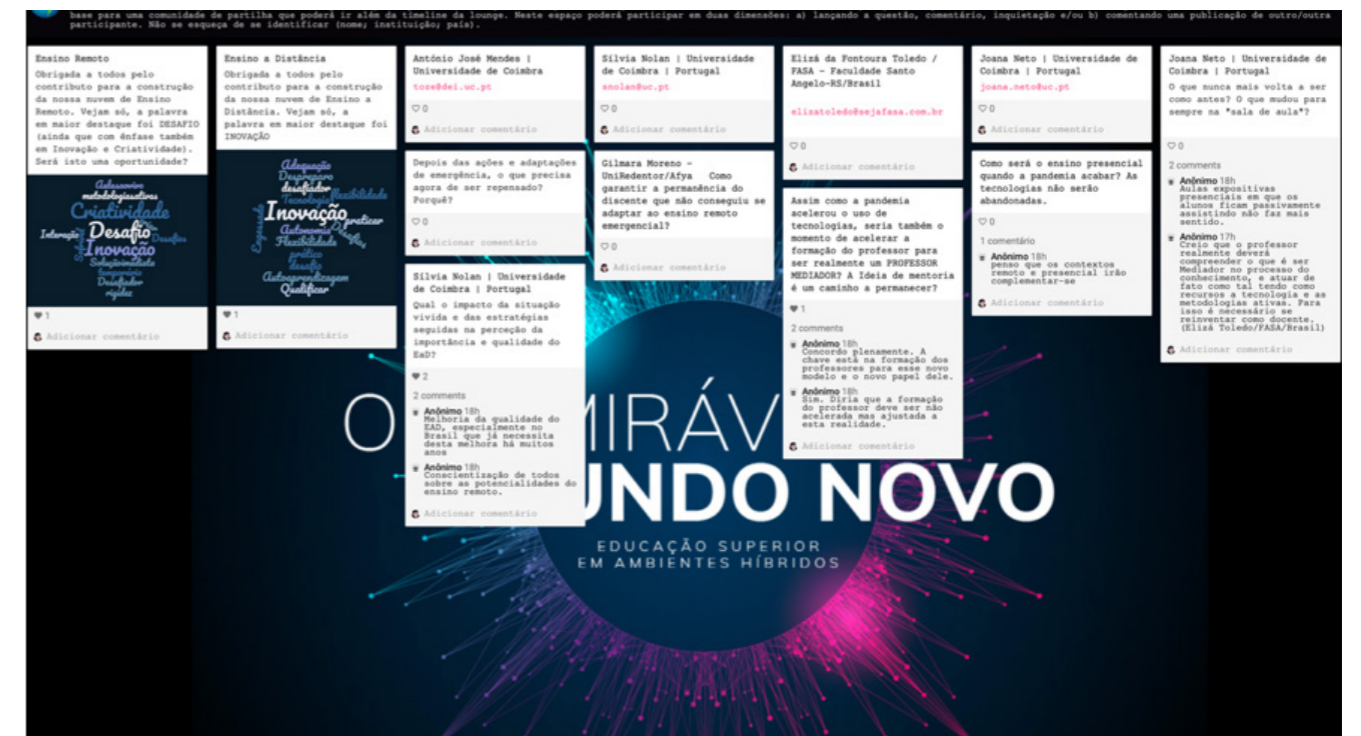 base para uma comunidade de partilha que poderá ir além da timeline da lounge. Neste espaço poderá participar em duas dimensões: a) lançando a questão, comentário, inquietação e/ou b) comentando uma publicação de outro/outra
participante. Não se esqueça de se identificar (nome; instituição; país).
Ensino Remoto
Obrigada a todos pelo
contributo para a construção
da nossa nuvem de Ensino
Remoto. Vejam só, a palavra
em maior destaque foi DESAFIO
(ainda que com ênfase também
em Inovação e Criatividade).
Será isto uma oportunidade?
metodologiasativas
Criatividade
Interação
Desafio
Desafios
Inovação
Desafiador
rigidez
1
Adicionar comentário
Ensino a Distância
Obrigada a todos pelo
contributo para a construção
da nossa nuvem de Ensino a
Distância. Vejam só, a
palavra em maior destaque foi
INOVAÇÃO
Adequação
Despreparo
desafiador
Flexibilidade
Tecnologia
Inovação
praticar
Autonomia
Flexibilidade
prático
desafio
Autoaprendizagem
Qualificar
1
Adicionar comentário
António José Mendes |
Universidade de Coimbra
toze@dei.uc.pt
0
Adicionar comentário
Depois das ações e adaptações
de emergência, o que precisa
agora de ser repensado?
Porquê?
0
Adicionar comentário
Sílvia Nolan | Universidade
de Coimbra | Portugal
Qual o impacto da situação
vivida e das estratégias
seguidas na perceção da
importância e qualidade do
EaD?
2
2 comments
Anônimo 18h
Melhoria da qualidade do
EAD, especialmente no
Brasil que já necessita
desta melhora há muitos
anos
Anônimo 18h
Conscientização de todos
sobre as potencialidades do
ensino remoto.
Adicionar comentário
Sílvia Nolan | Universidade
de Coimbra | Portugal
snolan@uc.pt
0
Adicionar comentário
Gilmara Moreno -
UniRedentor/Afya Como
garantir a permanência do
discente que não conseguiu se
adaptar ao ensino remoto
emergencial?
0
Adicionar comentário
Elizá da Fontoura Toledo /
FASA - Faculdade Santo
Angelo-RS/Brasil
elizatoledo@sejafasa.com.br
0
Adicionar comentário
Assim como a pandemia
acelerou o uso de
tecnologias, seria também o
momento de acelerar a
formação do professor para
ser realmente um PROFESSOR
MEDIADOR? A Ideia de mentoria
é um caminho a permanecer?
1
2 comments
Anônimo 18h
Concordo plenamente. A
chave está na formação dos
professores para esse novo
modelo e o novo papel dele.
Anônimo 18h
Sim. Diria que a formação
do professor deve ser não
acelerada mas ajustada a
esta realidade.
Adicionar comentário
Joana Neto | Universidade de
Coimbra | Portugal
joana.neto@uc.pt
0
Adicionar comentário
Como será o ensino presencial
quando a pandemia acabar? As
tecnologias não serão
abandonadas.
0
1 comentário
Anônimo 18h
penso que os contextos
remoto e presencial irão
complementar-se
Adicionar comentário
Joana Neto | Universidade de
Coimbra | Portugal
O que nunca mais volta a ser
como antes? O que mudou para
sempre na "sala de aula"?
0
2 comments
Anônimo 18h
Aulas expositivas
presenciais em que os
alunos ficam passivamente
assistindo não faz mais
sentido.
Anônimo 17h
Creio que o professor
realmente deverá
compreender o que é ser
Mediador no processo do
conhecimento, e atuar de
fato como tal tendo como
recursos a tecnologia e as
metodologias ativas. Para
isso é necessário se
reinventar como docente.
(Elizá Toledo/FASA/Brasil)
Adicionar comentário
O MIRÁV
UNDO NOVO
EDUCAÇÃO SUPERIOR
EM AMBIENTES HÍBRIDOS